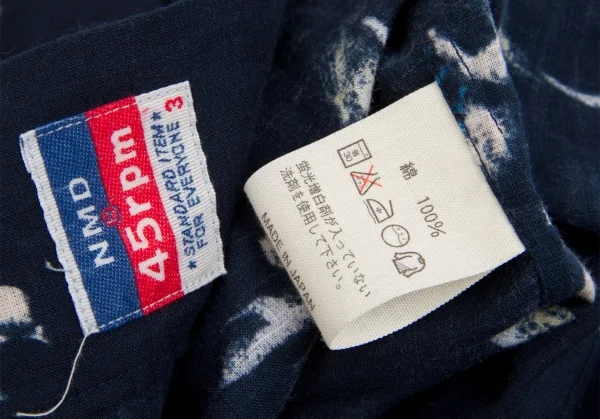 NMD
45rpm
*STANDARD ITEM*
FOR EVERYONE
3
綿 100%
蛍光増白剤が入っていない
洗剤を使用して下さい。
MADE IN JAPAN